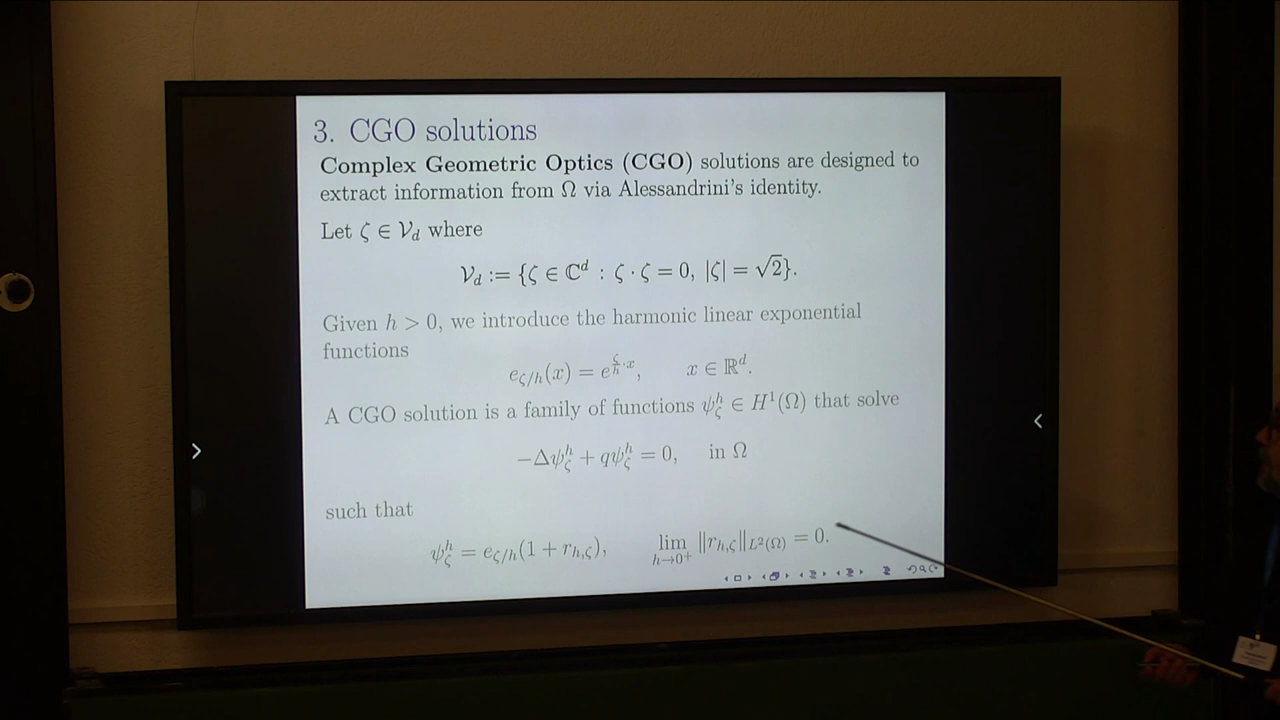 3. CGO solutions
Complex Geometric Optics (CGO) solutions are designed to
extract information from Ω via Alessandrini's identity.
Let ζ ∈ 𝒱_d where
𝒱_d := {ζ ∈ ℂ^d : ζ · ζ = 0, |ζ| = √2}.
Given h > 0, we introduce the harmonic linear exponential
functions
e_{ζ/h}(x) = e^{\frac{ζ}{h}·x}, x ∈ ℝ^d.
A CGO solution is a family of functions ψ_ζ^h ∈ H^1(Ω) that solve
−Δψ_ζ^h + qψ_ζ^h = 0, in Ω
such that
ψ_ζ^h = e_{ζ/h}(1 + r_{h,ζ}), lim_{h→0^+} ‖r_{h,ζ}‖_{L^2(Ω)} = 0.